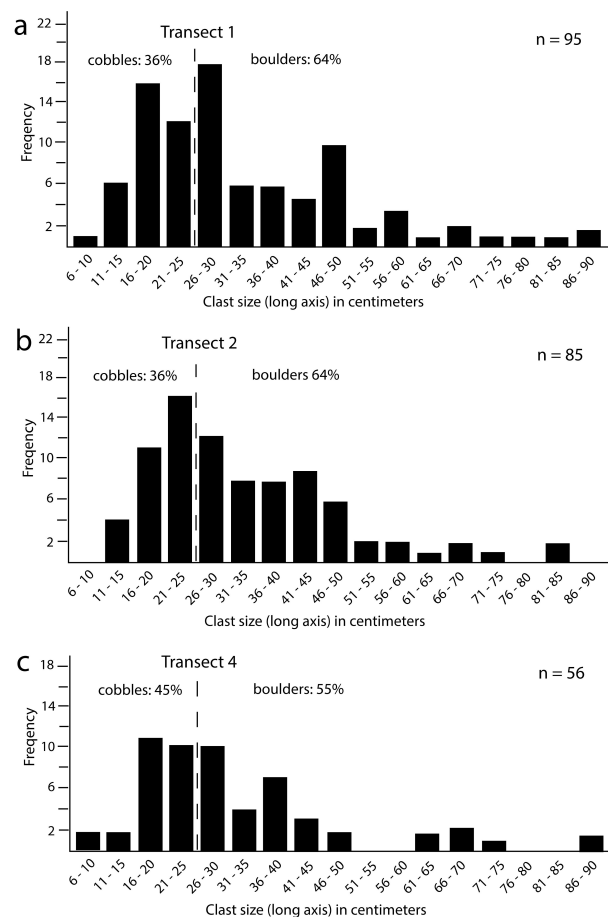 a
Transect 1
cobbles: 36%
boulders: 64%
n = 95
Freqency
22
18
14
10
6
2
6 - 10
11 - 15
16 - 20
21 - 25
26 - 30
31 - 35
36 - 40
41 - 45
46 - 50
51 - 55
56 - 60
61 - 65
66 - 70
71 - 75
76 - 80
81 - 85
86 - 90
Clast size (long axis) in centimeters
b
Transect 2
cobbles: 36%
boulders 64%
n = 85
Freqency
22
18
14
10
6
2
6 - 10
11 - 15
16 - 20
21 - 25
26 - 30
31 - 35
36 - 40
41 - 45
46 - 50
51 - 55
56 - 60
61 - 65
66 - 70
71 - 75
76 - 80
81 - 85
86 - 90
Clast size (long axis) in centimeters
c
Transect 4
cobbles: 45%
boulders: 55%
n = 56
Freqency
18
14
10
6
2
6 - 10
11 - 15
16 - 20
21 - 25
26 - 30
31 - 35
36 - 40
41 - 45
46 - 50
51 - 55
56 - 60
61 - 65
66 - 70
71 - 75
76 - 80
81 - 85
86 - 90
Clast size (long axis) in centimeters